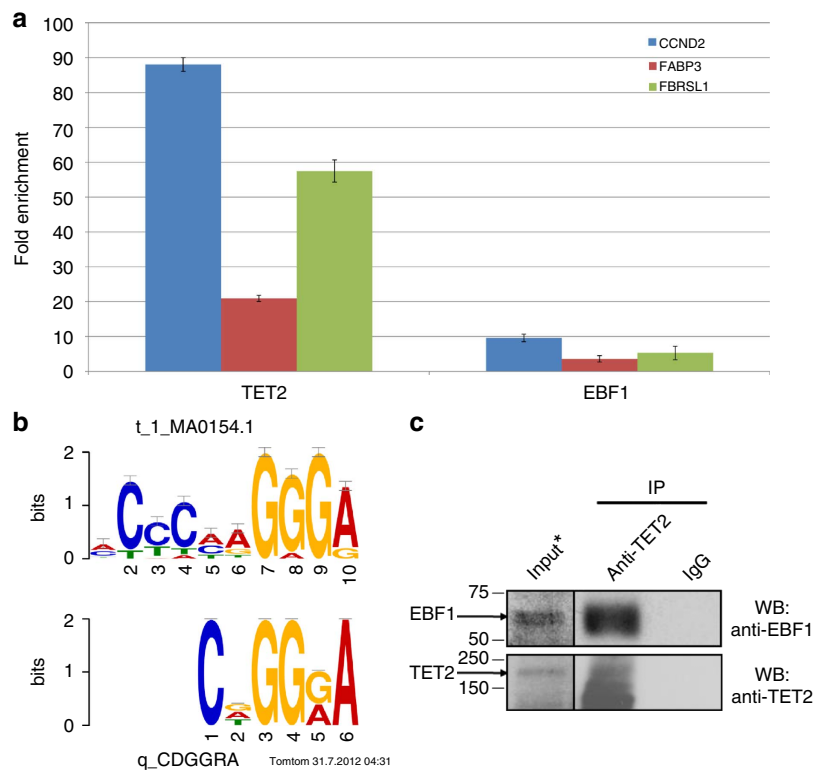 a
100
90
80
70
60
50
40
30
20
10
0
Fold enrichment
CCND2
FABP3
FBRSL1
TET2 EBF1
b
t_1_MA0154.1
bits
2
1
0
A C C C A A G G G A
C T T T C G A G
A T
2 3 4 5 6 7 8 9 10
bits
2
1
0
C G G G G A
A A
T
1 2 3 4 5 6
q_CDGGRA Tomtom 31.7.2012 04:31
c
IP
Input* Anti-TET2 IgG
75
EBF1
50
WB:
anti-EBF1
250
TET2
150
WB:
anti-TET2